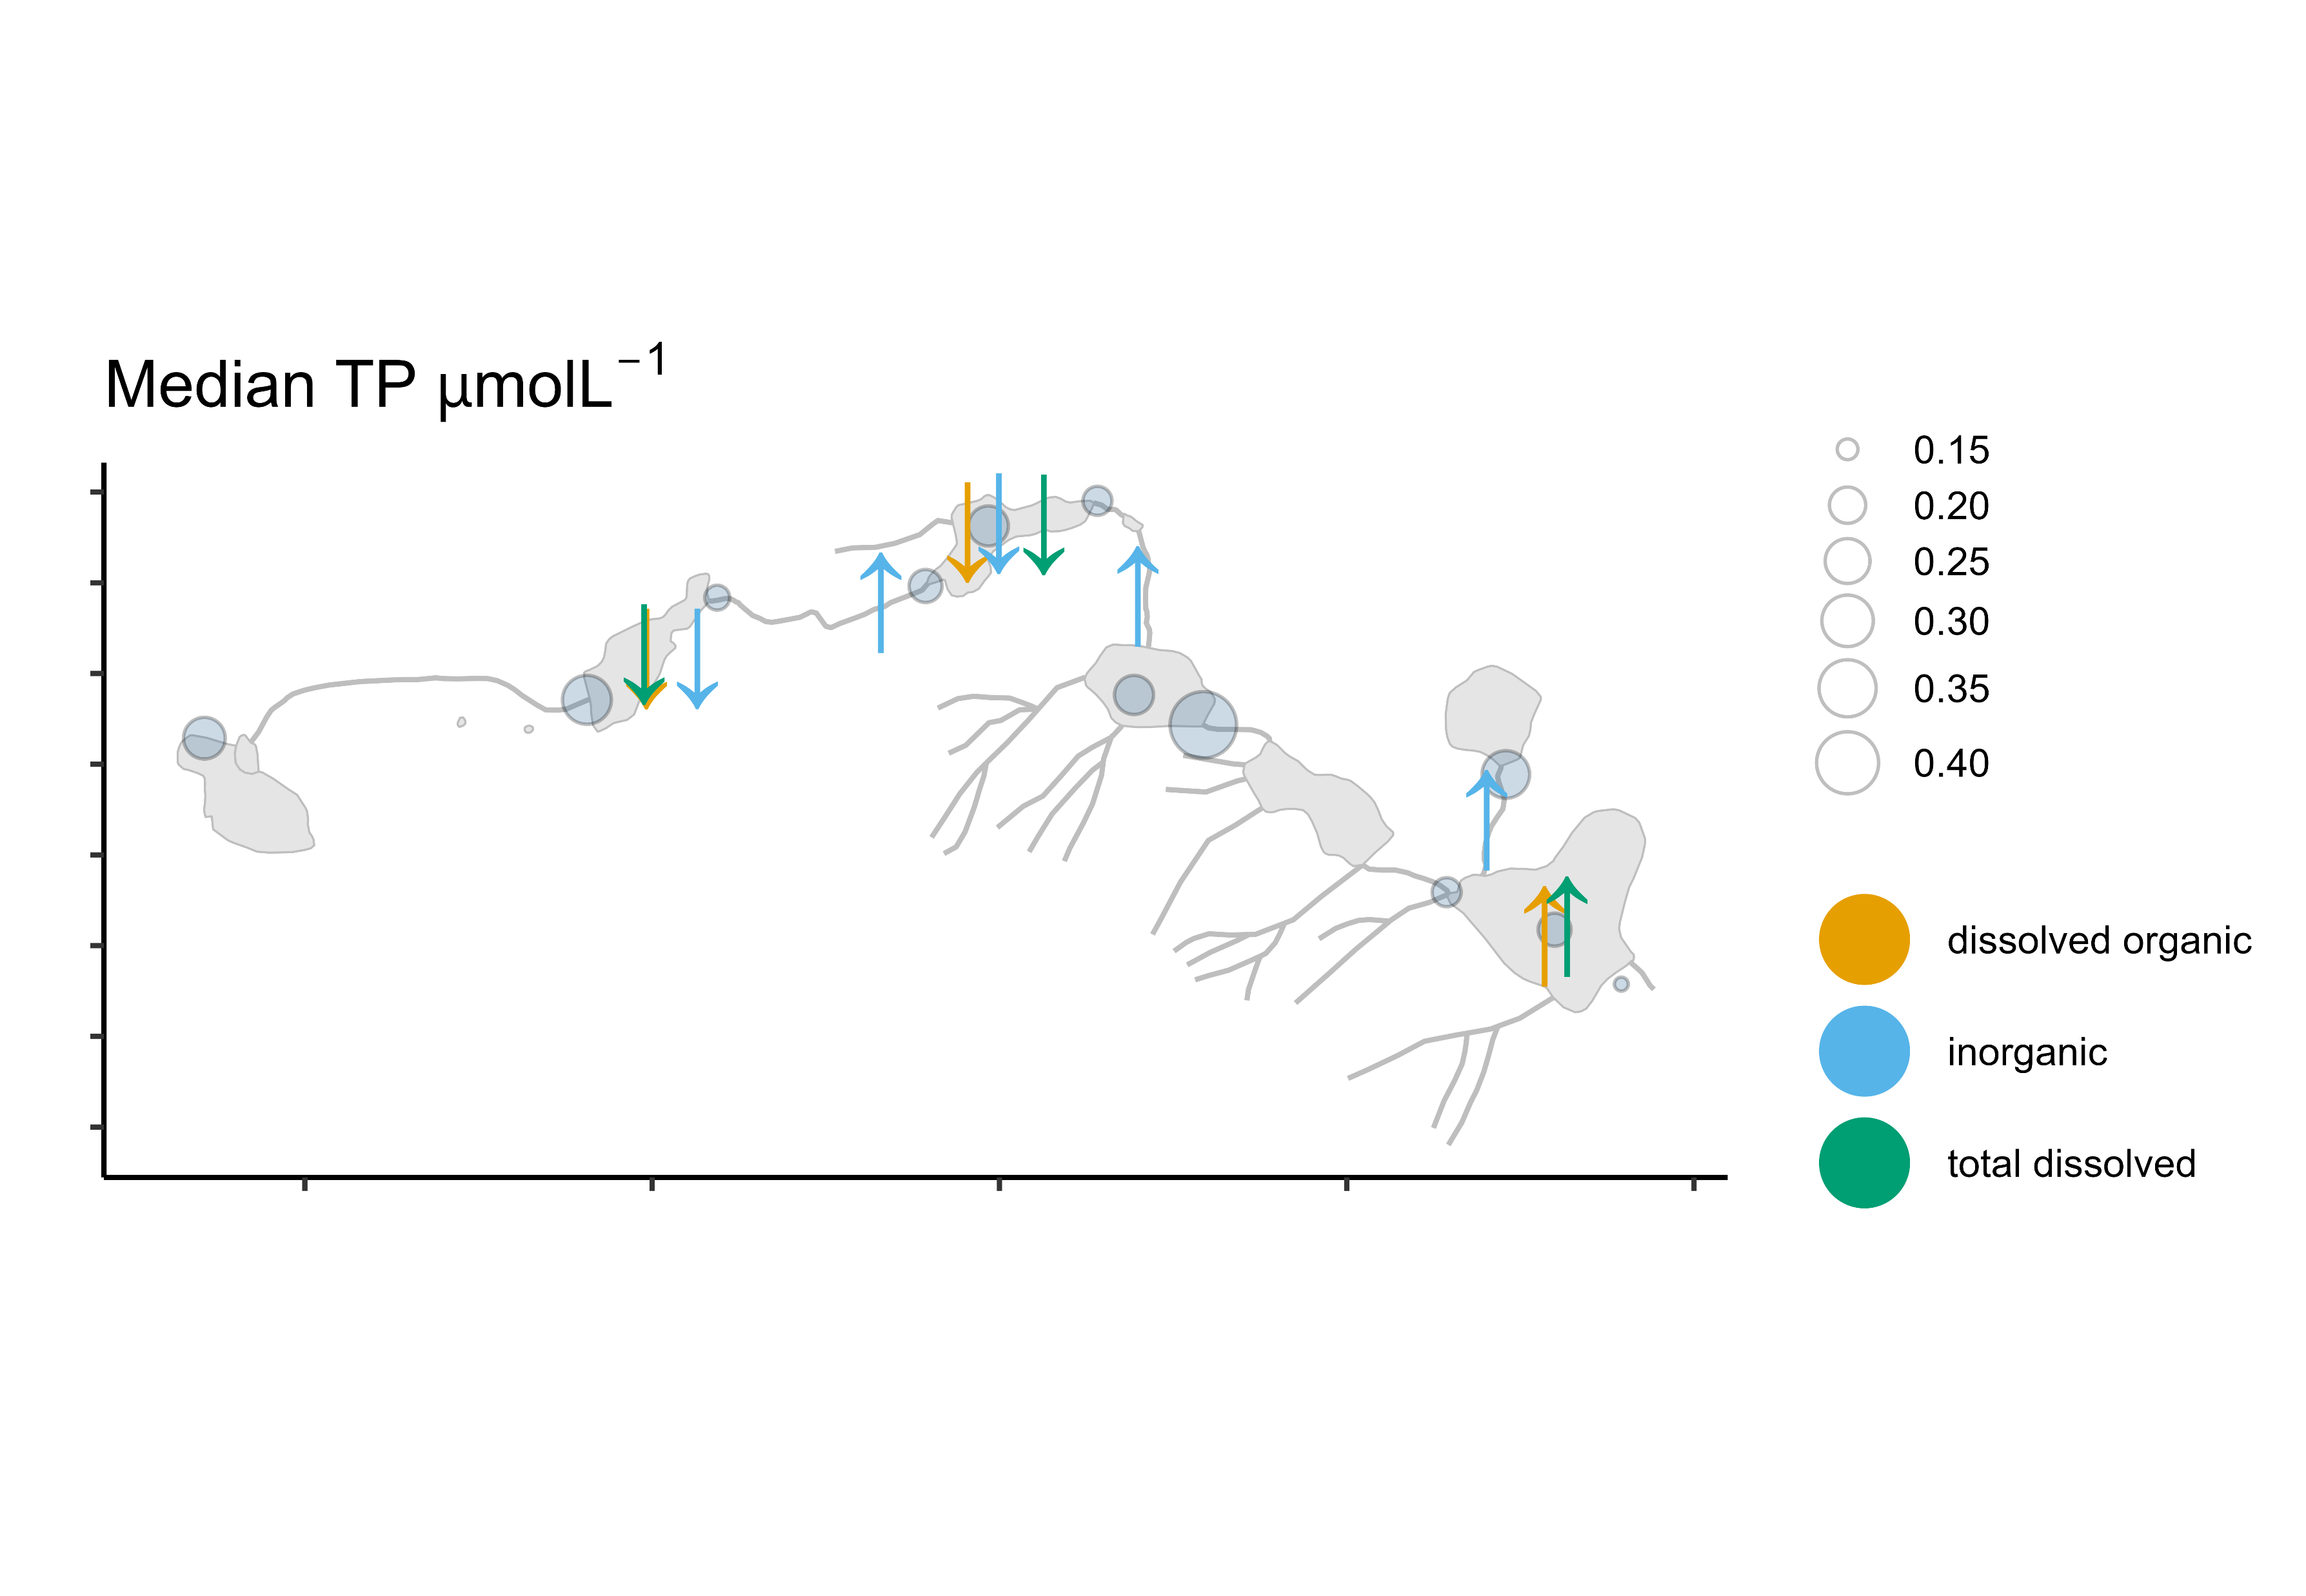 Median TP μmolL⁻¹
0.15
0.20
0.25
0.30
0.35
0.40
dissolved organic
inorganic
total dissolved